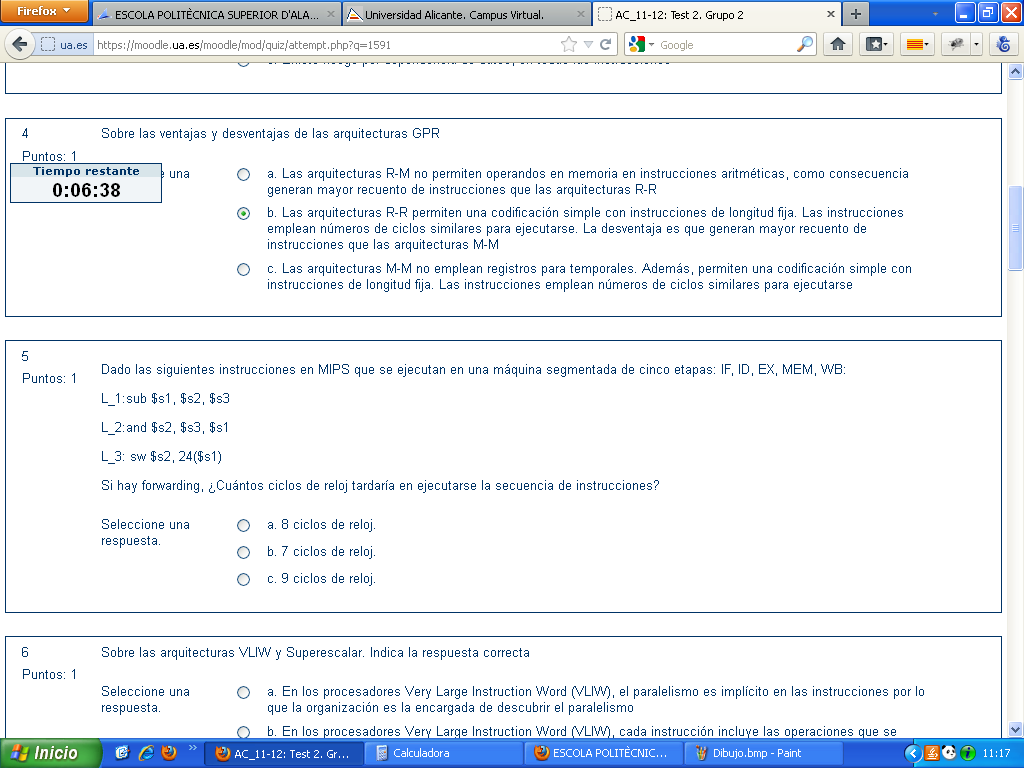 Firefox
ESCOLA POLITÈCNICA SUPERIOR D'ALA...
Universidad Alicante. Campus Virtual.
AC_11-12: Test 2. Grupo 2
ua.es
https://moodle.ua.es/moodle/mod/quiz/attempt.php?q=1591
Google
4
Sobre las ventajas y desventajas de las arquitecturas GPR
Puntos: 1
Tiempo restante
0:06:38
una
a. Las arquitecturas R-M no permiten operandos en memoria en instrucciones aritméticas, como consecuencia
generan mayor recuento de instrucciones que las arquitecturas R-R
b. Las arquitecturas R-R permiten una codificación simple con instrucciones de longitud fija. Las instrucciones
emplean números de ciclos similares para ejecutarse. La desventaja es que generan mayor recuento de
instrucciones que las arquitecturas M-M
c. Las arquitecturas M-M no emplean registros para temporales. Además, permiten una codificación simple con
instrucciones de longitud fija. Las instrucciones emplean números de ciclos similares para ejecutarse
5
Puntos: 1
Dado las siguientes instrucciones en MIPS que se ejecutan en una máquina segmentada de cinco etapas: IF, ID, EX, MEM, WB:
L_1:sub $s1, $s2, $s3
L_2:and $s2, $s3, $s1
L_3: sw $s2, 24($s1)
Si hay forwarding, ¿Cuántos ciclos de reloj tardaría en ejecutarse la secuencia de instrucciones?
Seleccione una
respuesta.
a. 8 ciclos de reloj.
b. 7 ciclos de reloj.
c. 9 ciclos de reloj.
6
Sobre las arquitecturas VLIW y Superescalar. Indica la respuesta correcta
Puntos: 1
Seleccione una
respuesta.
a. En los procesadores Very Large Instruction Word (VLIW), el paralelismo es implícito en las instrucciones por lo
que la organización es la encargada de descubrir el paralelismo
b. En los procesadores Very Large Instruction Word (VLIW), cada instrucción incluye las operaciones que se
Inicio
AC_11-12: Test 2. Gr...
Calculadora
ESCOLA POLITÈCNIC...
Dibujo.bmp - Paint
11:17